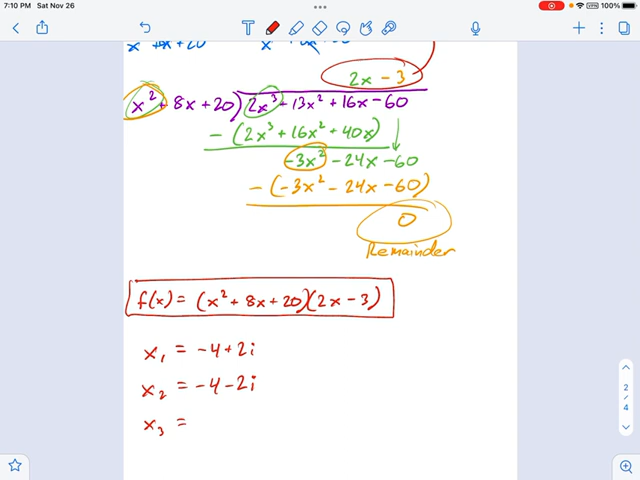 7:10 PM Sat Nov 26
100%
2x - 3
x² + 8x + 20) 2x³ + 13x² + 16x - 60
- (2x³ + 16x² + 40x)
-3x² - 24x - 60
- (-3x² - 24x - 60)
0
Remainder
f(x) = (x² + 8x + 20)(2x - 3)
x₁ = -4 + 2i
x₂ = -4 - 2i
x₃ =
2
/
4